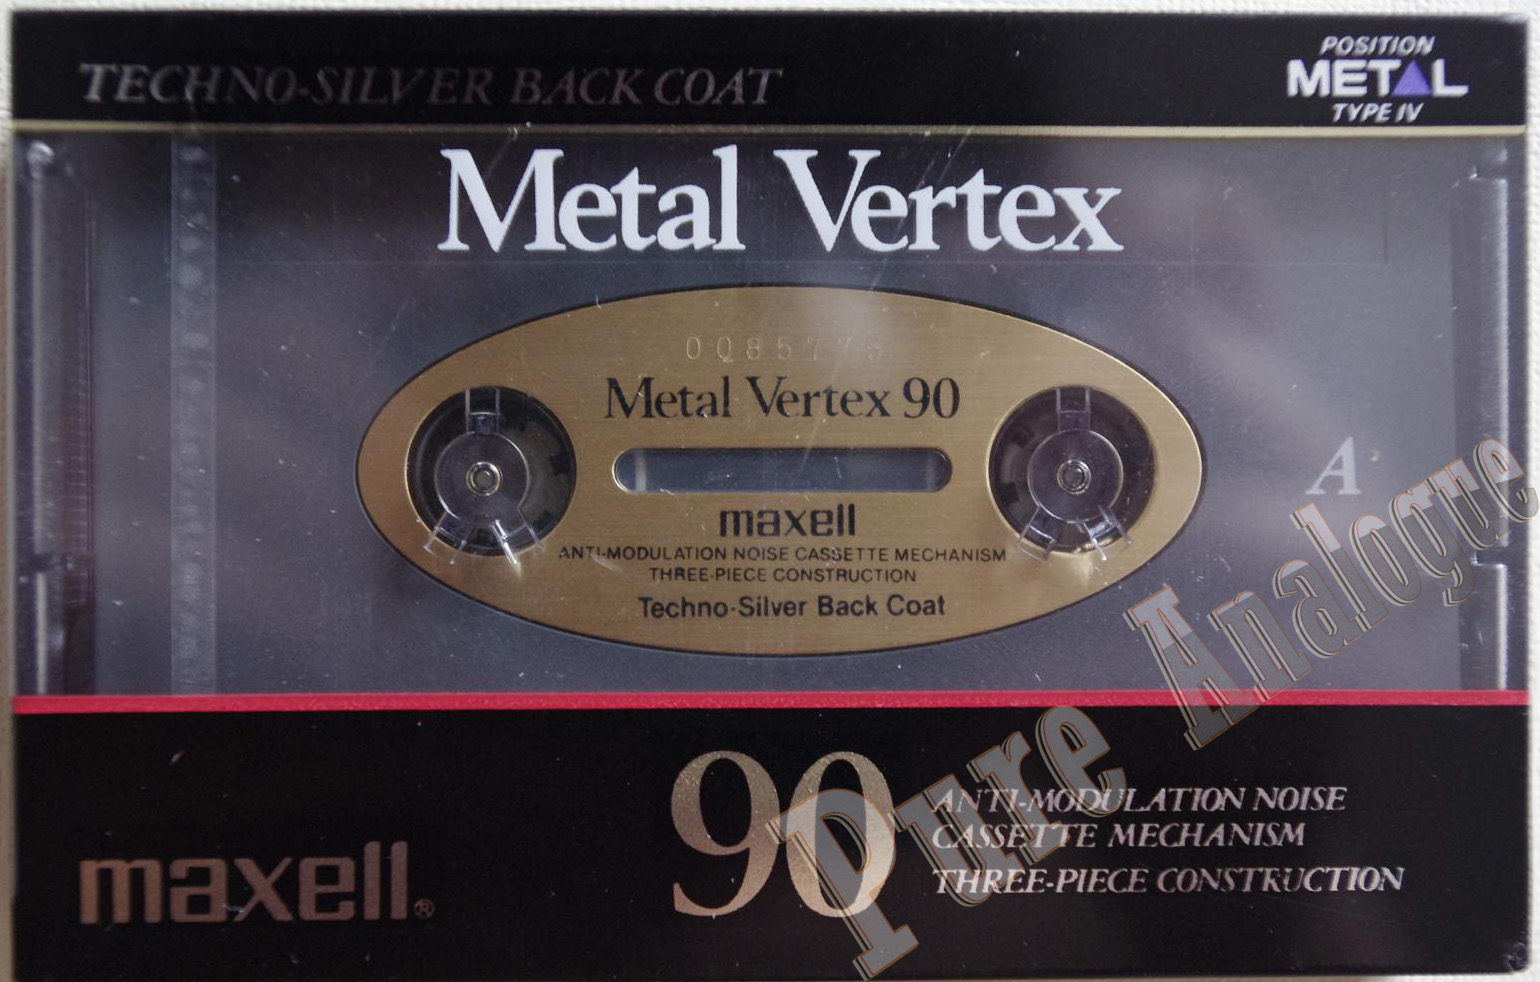 TECHNO-SILVER BACK COAT
POSITION
METAL
TYPE IV
Metal Vertex
Metal Vertex 90
maxell
ANTI-MODULATION NOISE CASSETTE MECHANISM
THREE-PIECE CONSTRUCTION
Techno-Silver Back Coat
A
maxell®
90
ANTI-MODULATION NOISE
CASSETTE MECHANISM
THREE-PIECE CONSTRUCTION
Pure Analogue